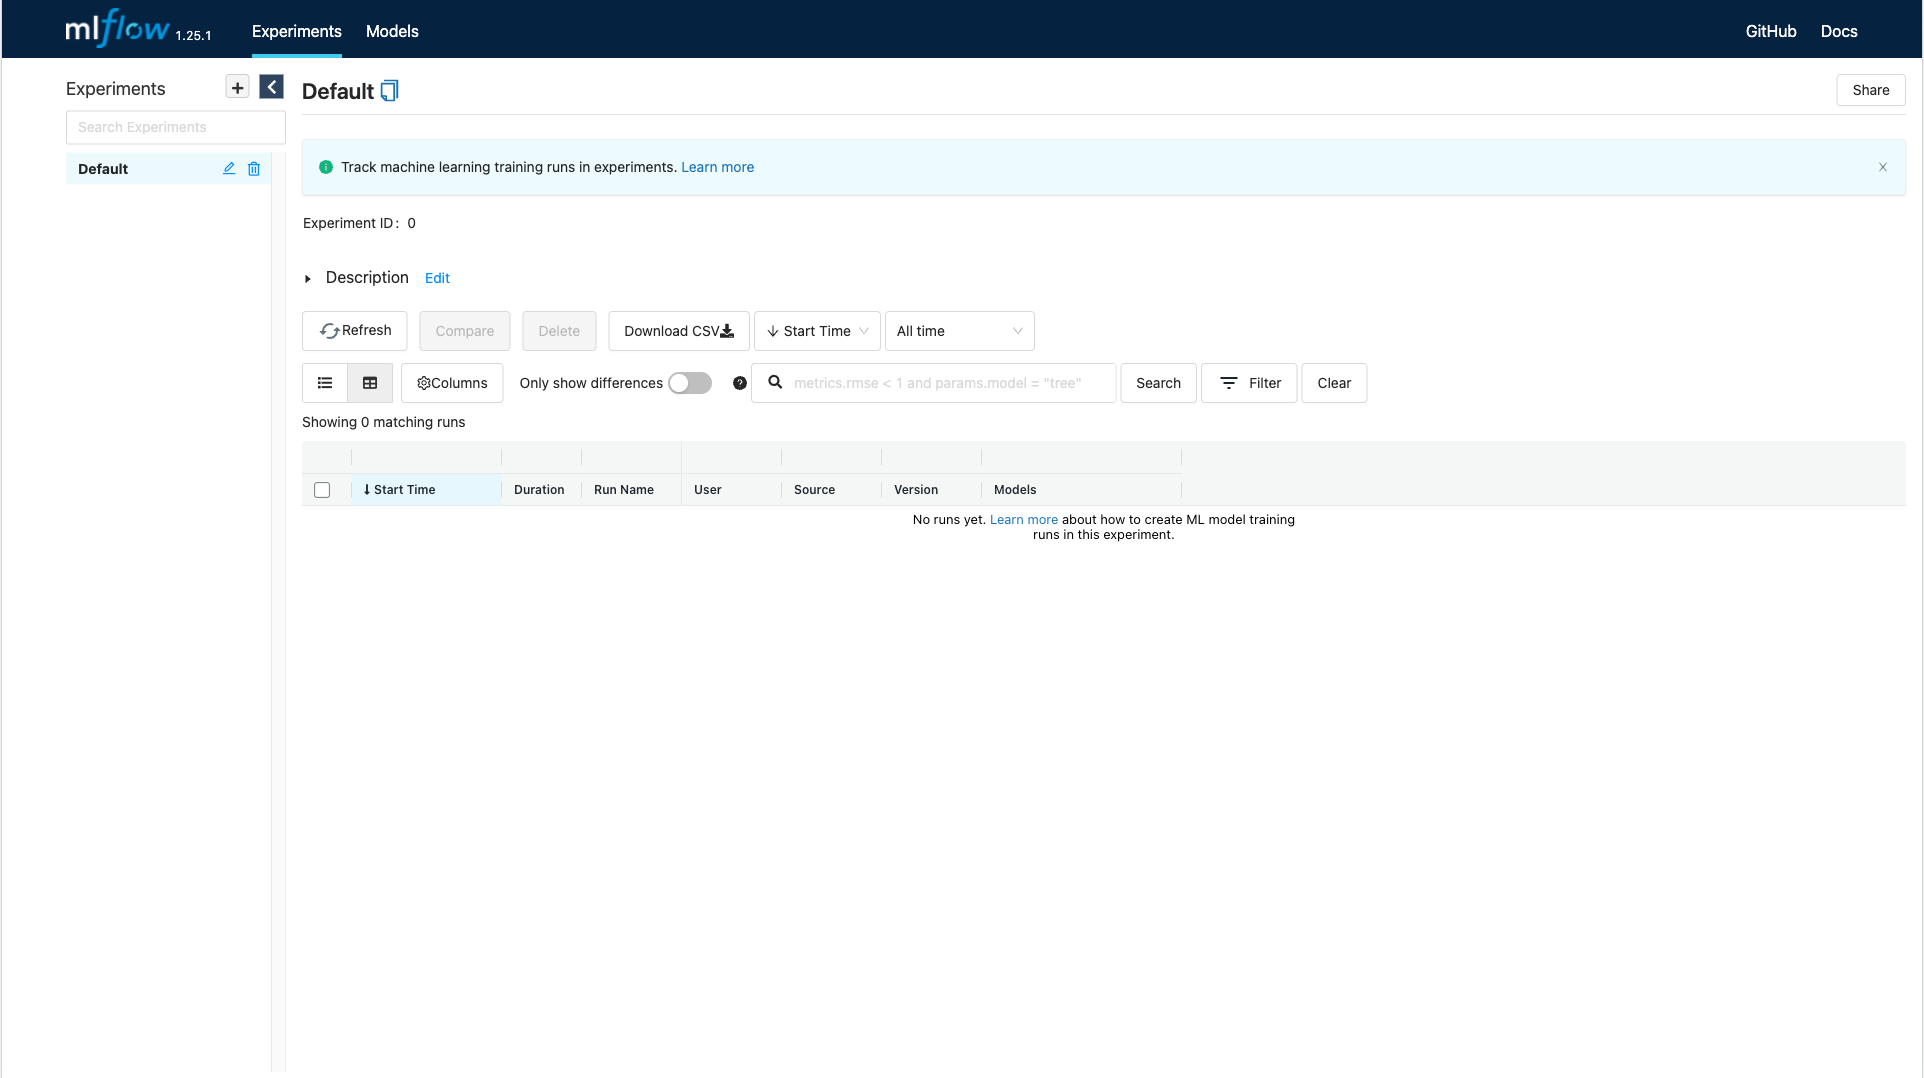 mlflow 1.25.1 Experiments Models GitHub Docs
Experiments
Search Experiments
Default
Default
Share
Track machine learning training runs in experiments. Learn more
Experiment ID: 0
Description Edit
Refresh Compare Delete Download CSV Start Time All time
Columns Only show differences metrics.rmse < 1 and params.model = "tree" Search Filter Clear
Showing 0 matching runs
Start Time Duration Run Name User Source Version Models
No runs yet. Learn more about how to create ML model training
runs in this experiment.